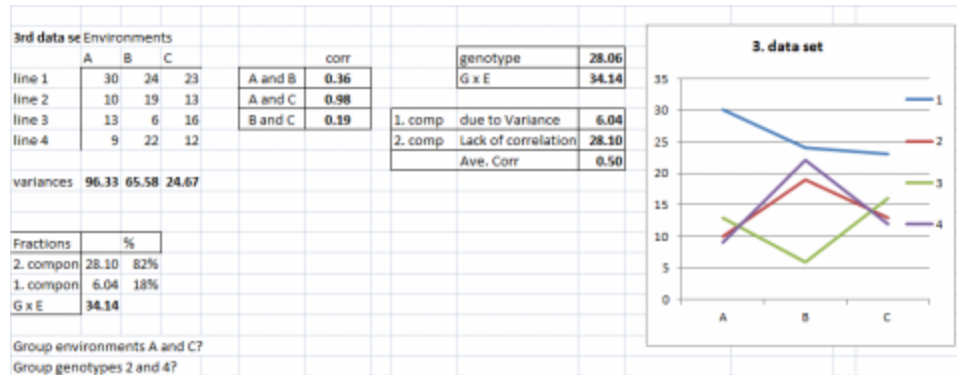 3rd data se Environments
A B C
corr
genotype 28.06
line 1 30 24 23
A and B 0.36
G x E 34.14
line 2 10 19 13
A and C 0.98
line 3 13 6 16
B and C 0.19
1. comp due to Variance 6.04
line 4 9 22 12
2. comp Lack of correlation 28.10
Ave. Corr 0.50
variances 96.33 65.58 24.67
Fractions %
2. compon 28.10 82%
1. compon 6.04 18%
G x E 34.14
Group environments A and C?
Group genotypes 2 and 4?
3. data set
35
30
25
20
15
10
5
0
A B C
1
2
3
4